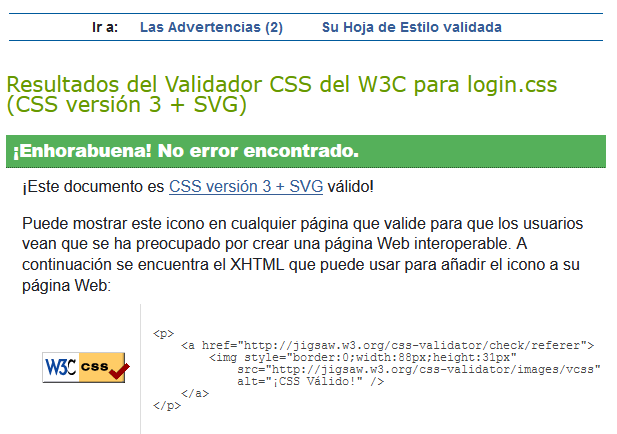 Ir a: Las Advertencias (2) Su Hoja de Estilo validada
Resultados del Validador CSS del W3C para login.css
(CSS versión 3 + SVG)
¡Enhorabuena! No error encontrado.
¡Este documento es CSS versión 3 + SVG válido!
Puede mostrar este icono en cualquier página que valide para que los usuarios
vean que se ha preocupado por crear una página Web interoperable. A
continuación se encuentra el XHTML que puede usar para añadir el icono a su
página Web:
W3C css
<p>
<a href="http://jigsaw.w3.org/css-validator/check/referer">
<img style="border:0;width:88px;height:31px"
src="http://jigsaw.w3.org/css-validator/images/vcss"
alt="¡CSS Válido!" />
</a>
</p>